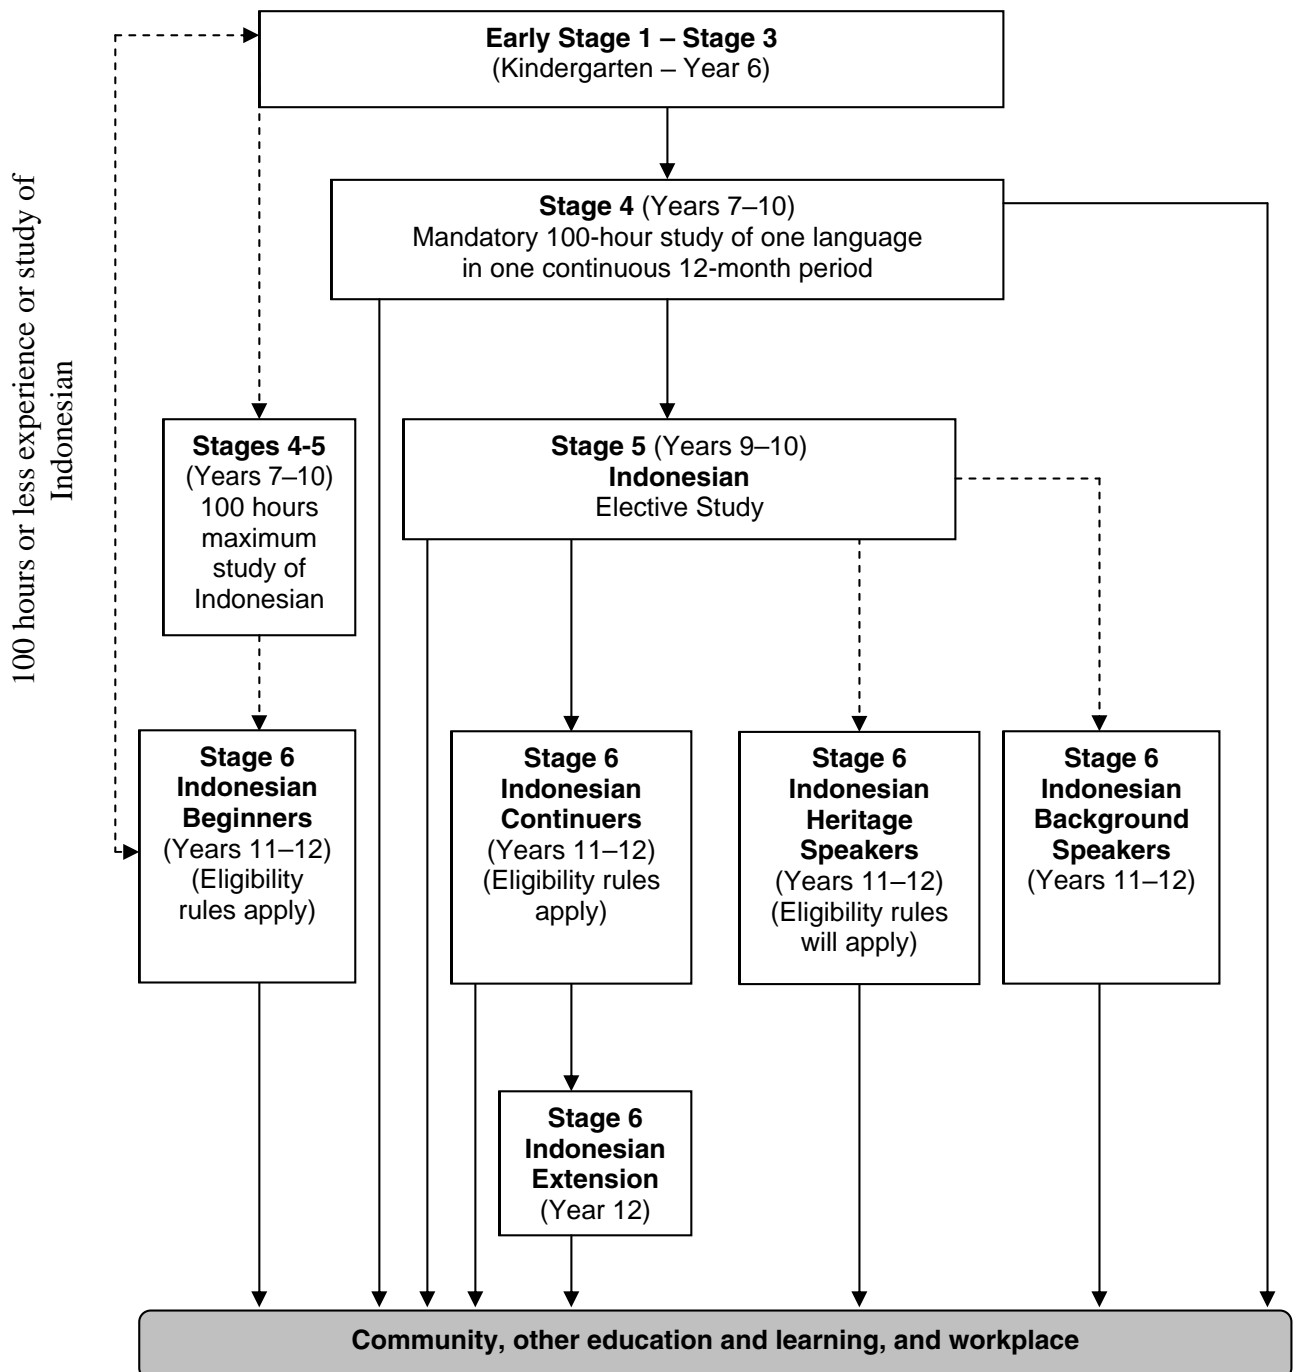 Early Stage 1 – Stage 3
(Kindergarten – Year 6)
Stage 4 (Years 7–10)
Mandatory 100-hour study of one language
in one continuous 12-month period
100 hours or less experience or study of
Indonesian
Stages 4-5
(Years 7–10)
100 hours
maximum
study of
Indonesian
Stage 5 (Years 9–10)
Indonesian
Elective Study
Stage 6
Indonesian
Beginners
(Years 11–12)
(Eligibility
rules apply)
Stage 6
Indonesian
Continuers
(Years 11–12)
(Eligibility rules
apply)
Stage 6
Indonesian
Heritage
Speakers
(Years 11–12)
(Eligibility rules
will apply)
Stage 6
Indonesian
Background
Speakers
(Years 11–12)
Stage 6
Indonesian
Extension
(Year 12)
Community, other education and learning, and workplace